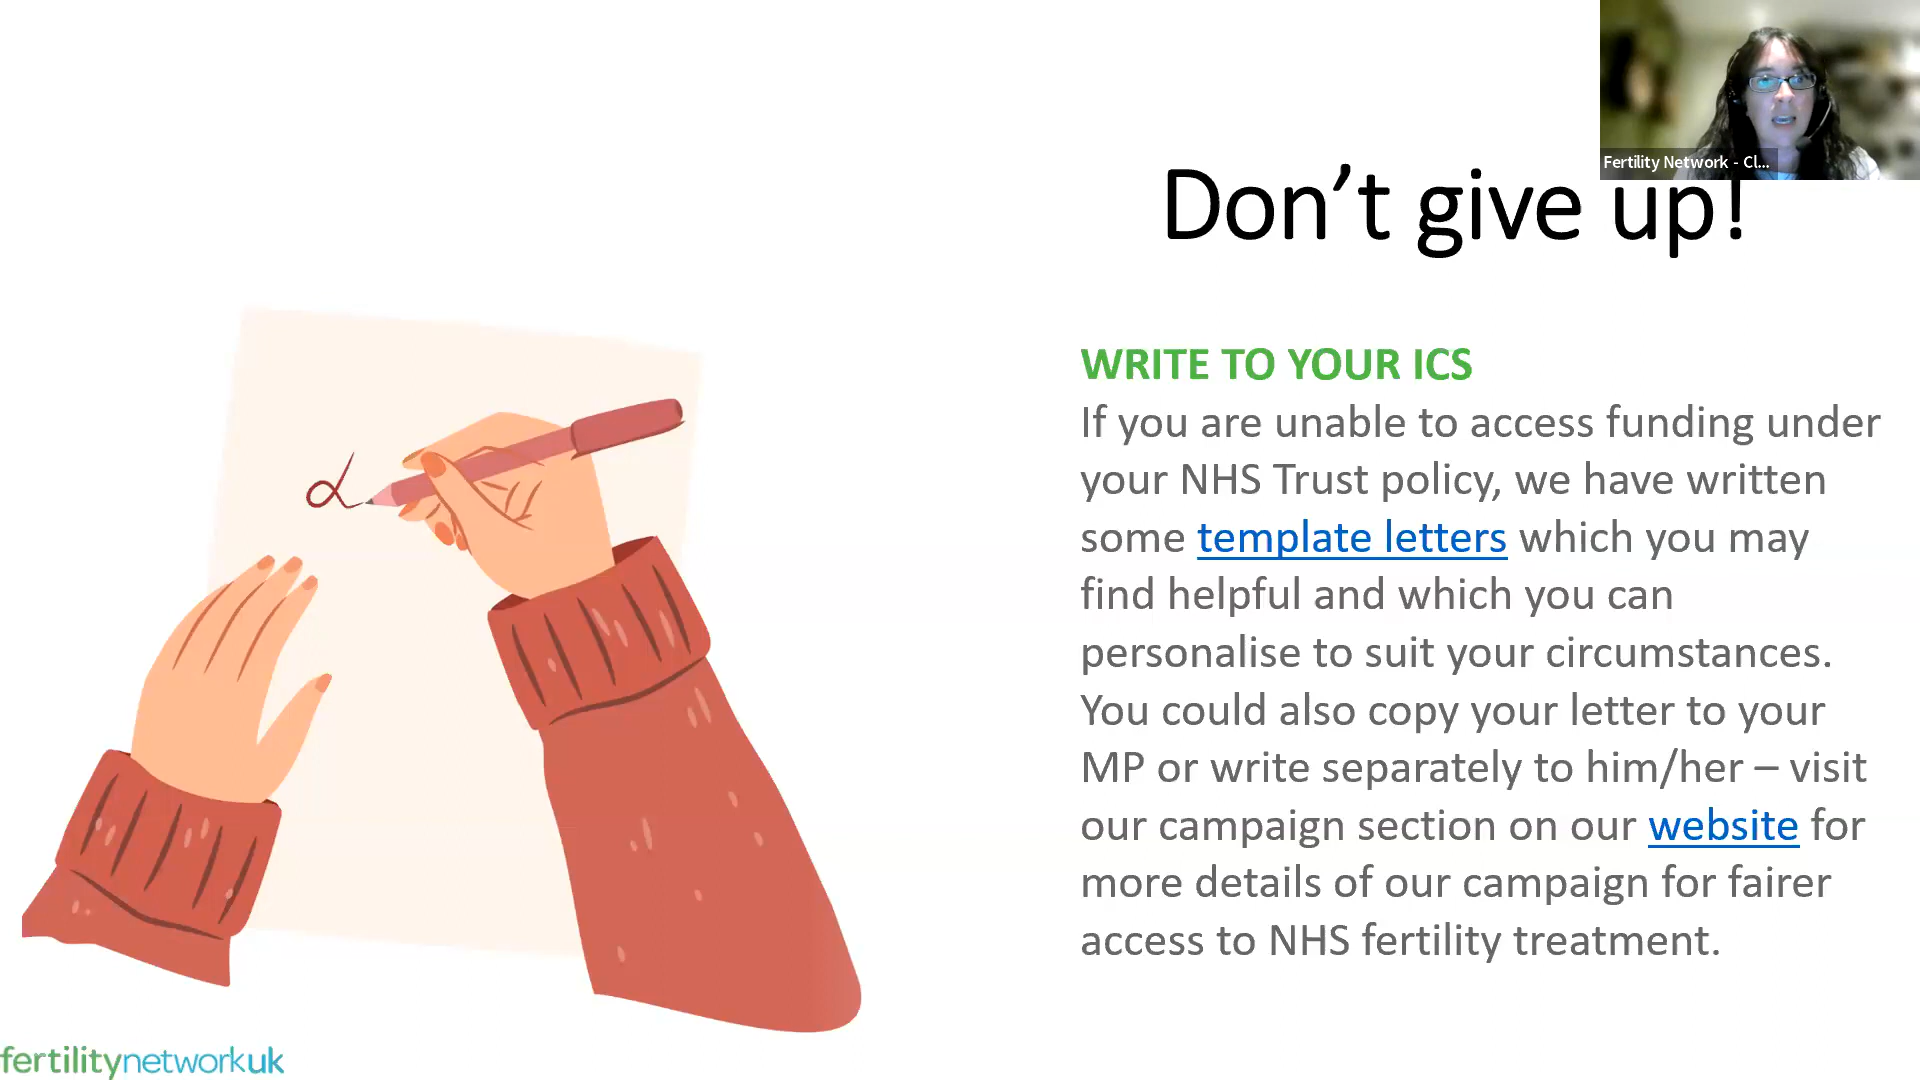 Fertility Network - Cl...
Don’t give up!
WRITE TO YOUR ICS
If you are unable to access funding under
your NHS Trust policy, we have written
some template letters which you may
find helpful and which you can
personalise to suit your circumstances.
You could also copy your letter to your
MP or write separately to him/her – visit
our campaign section on our website for
more details of our campaign for fairer
access to NHS fertility treatment.
fertilitynetworkuk